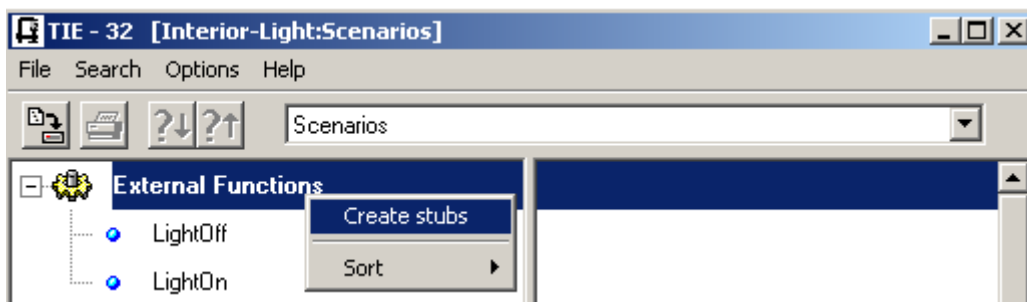 TIE - 32 [Interior-Light:Scenarios]
File Search Options Help
Scenarios
External Functions
Create stubs
LightOff
Sort
LightOn